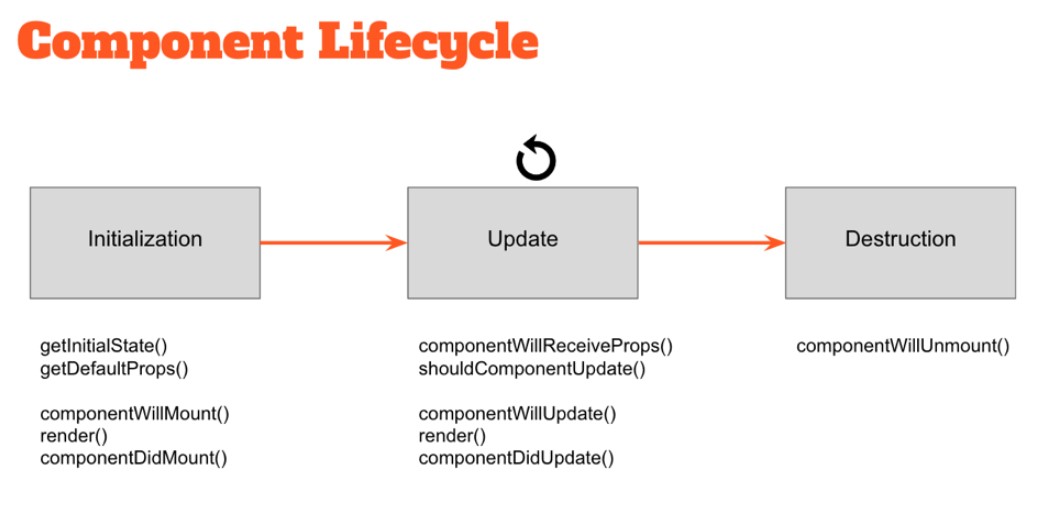 Component Lifecycle
Initialization
Update
Destruction
getInitialState()
getDefaultProps()
componentWillMount()
render()
componentDidMount()
componentWillReceiveProps()
shouldComponentUpdate()
componentWillUpdate()
render()
componentDidUpdate()
componentWillUnmount()